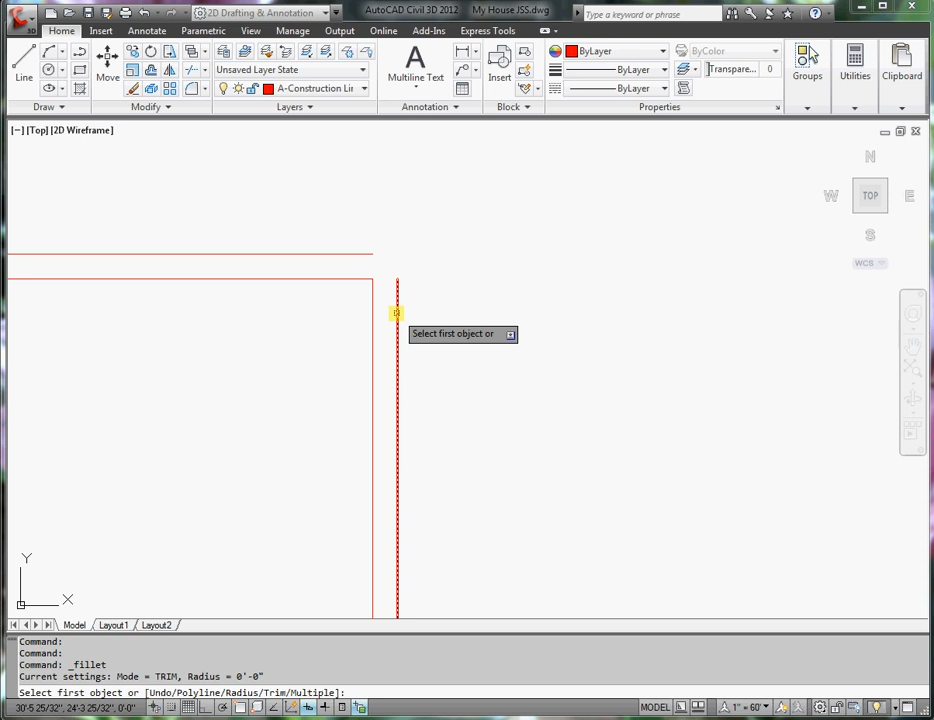 2D Drafting & Annotation
AutoCAD Civil 3D 2012 My House JSS.dwg
Type a keyword or phrase
3D
Home Insert Annotate Parametric View Manage Output Online Add-Ins Express Tools
Line
Move
Unsaved Layer State
A-Construction Lir
Multiline Text
Insert
ByLayer
ByLayer
ByLayer
ByColor
Transpare... 0
Groups
Utilities
Clipboard
Draw Modify Layers Annotation Block Properties
[−] [Top] [2D Wireframe]
N
W TOP E
S
WCS
Select first object or
Y
X
Model Layout1 Layout2
Command:
Command:
Command: _fillet
Current settings: Mode = TRIM, Radius = 0'-0"
Select first object or [Undo/Polyline/Radius/Trim/Multiple]:
30'-5 25/32", 24'-3 25/32", 0'-0"
MODEL
1" = 60'